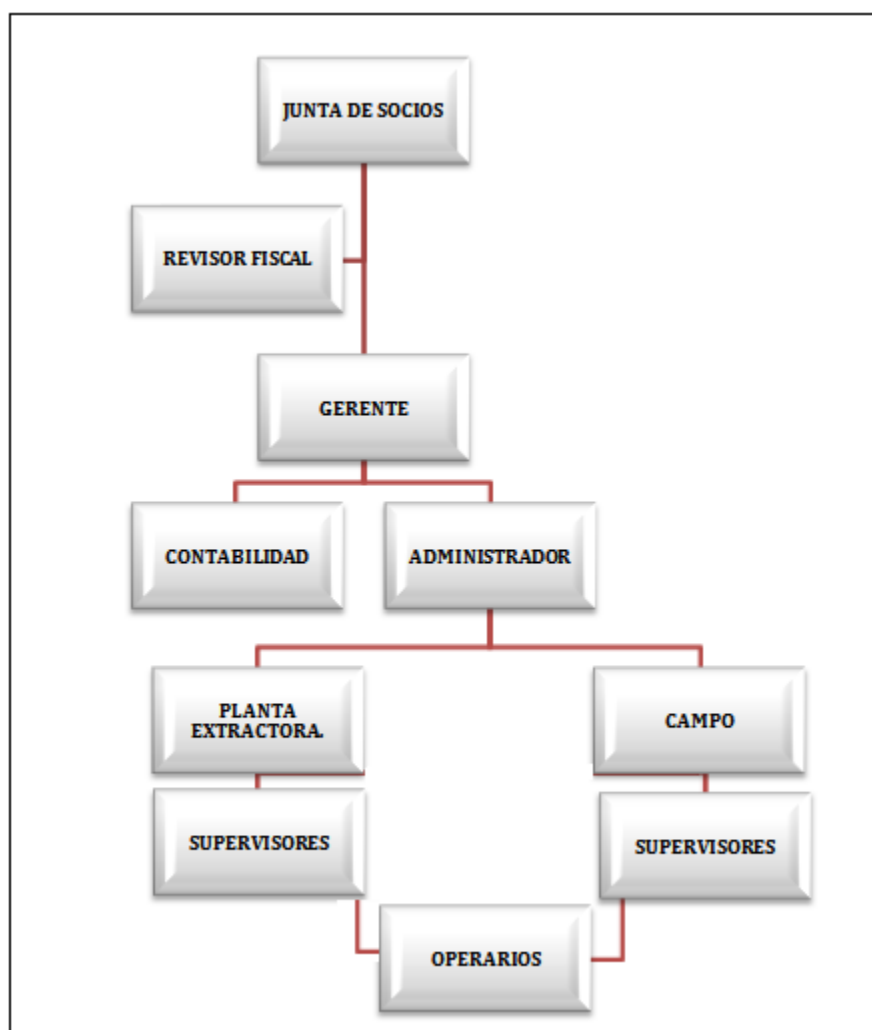 JUNTA DE SOCIOS
REVISOR FISCAL
GERENTE
CONTABILIDAD
ADMINISTRADOR
PLANTA
EXTRACTORA.
CAMPO
SUPERVISORES
SUPERVISORES
OPERARIOS